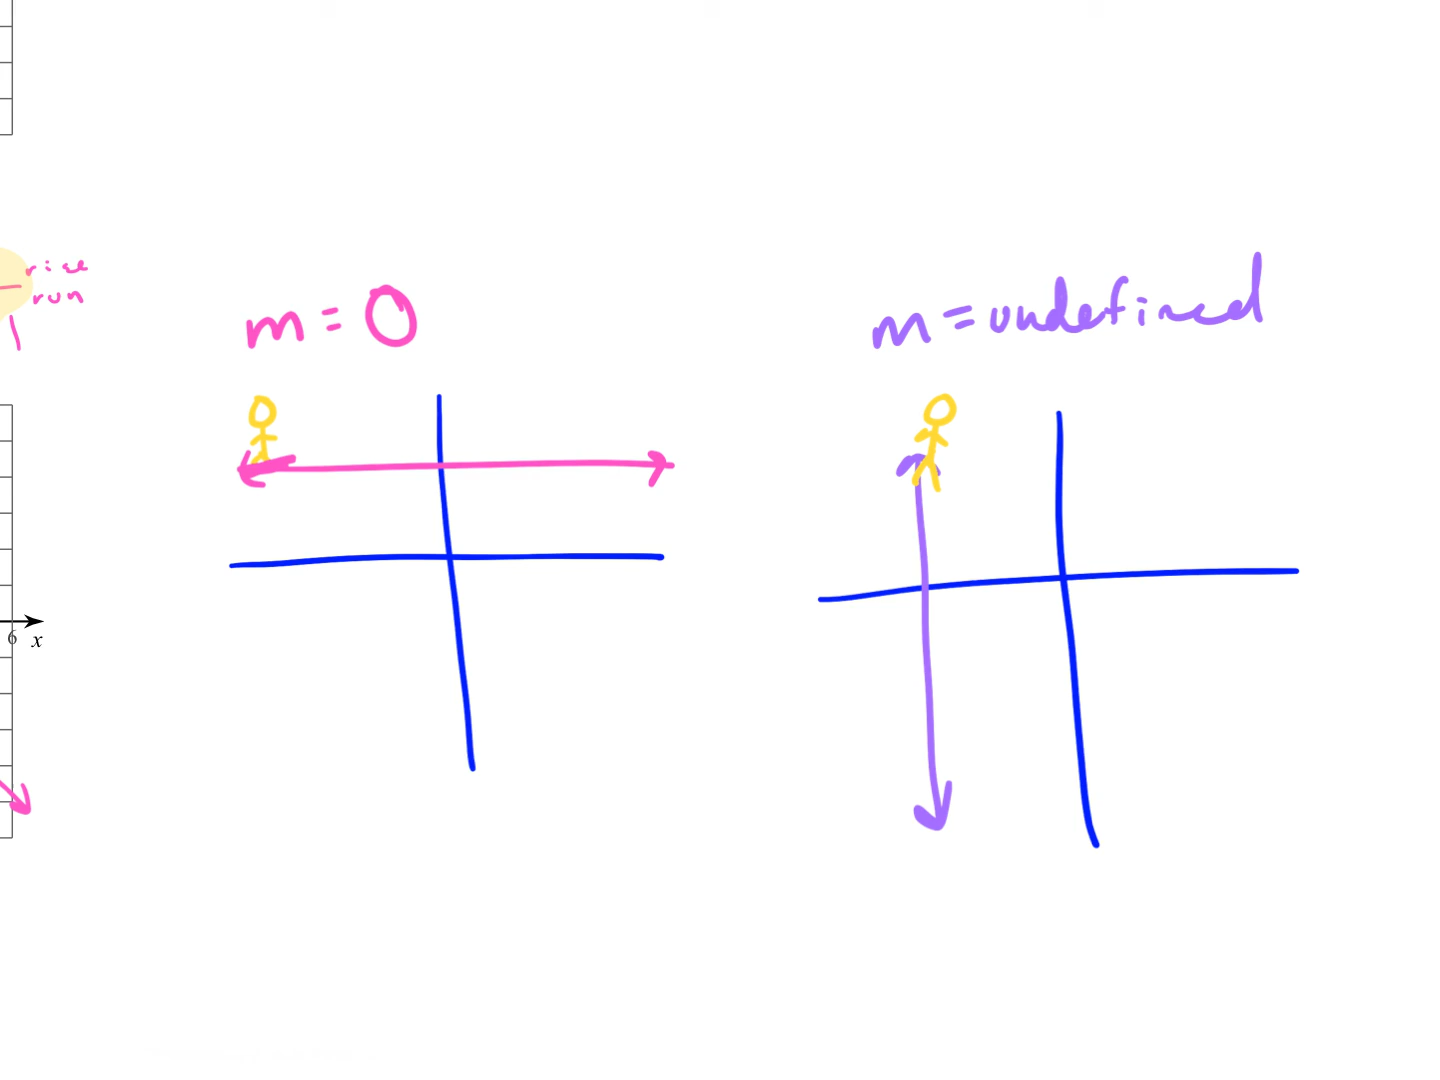 rise
run
m = 0
m = undefined
6
x